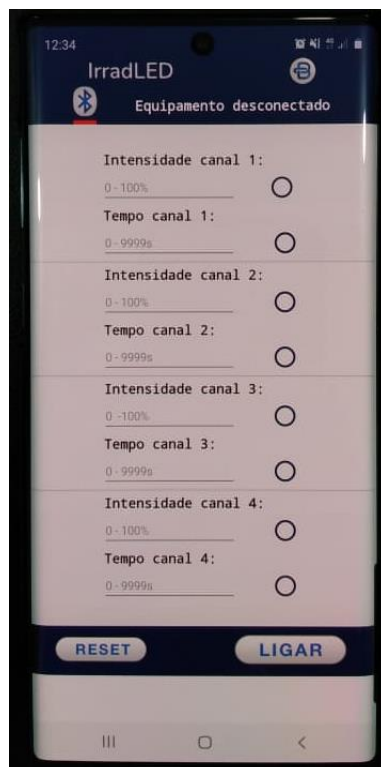 12:34
IrradLED
Equipamento desconectado
Intensidade canal 1:
0 - 100%
Tempo canal 1:
0 - 9999s
Intensidade canal 2:
0 - 100%
Tempo canal 2:
0 - 9999s
Intensidade canal 3:
0 -100%
Tempo canal 3:
0 - 9999s
Intensidade canal 4:
0 - 100%
Tempo canal 4:
0 - 9999s
RESET LIGAR